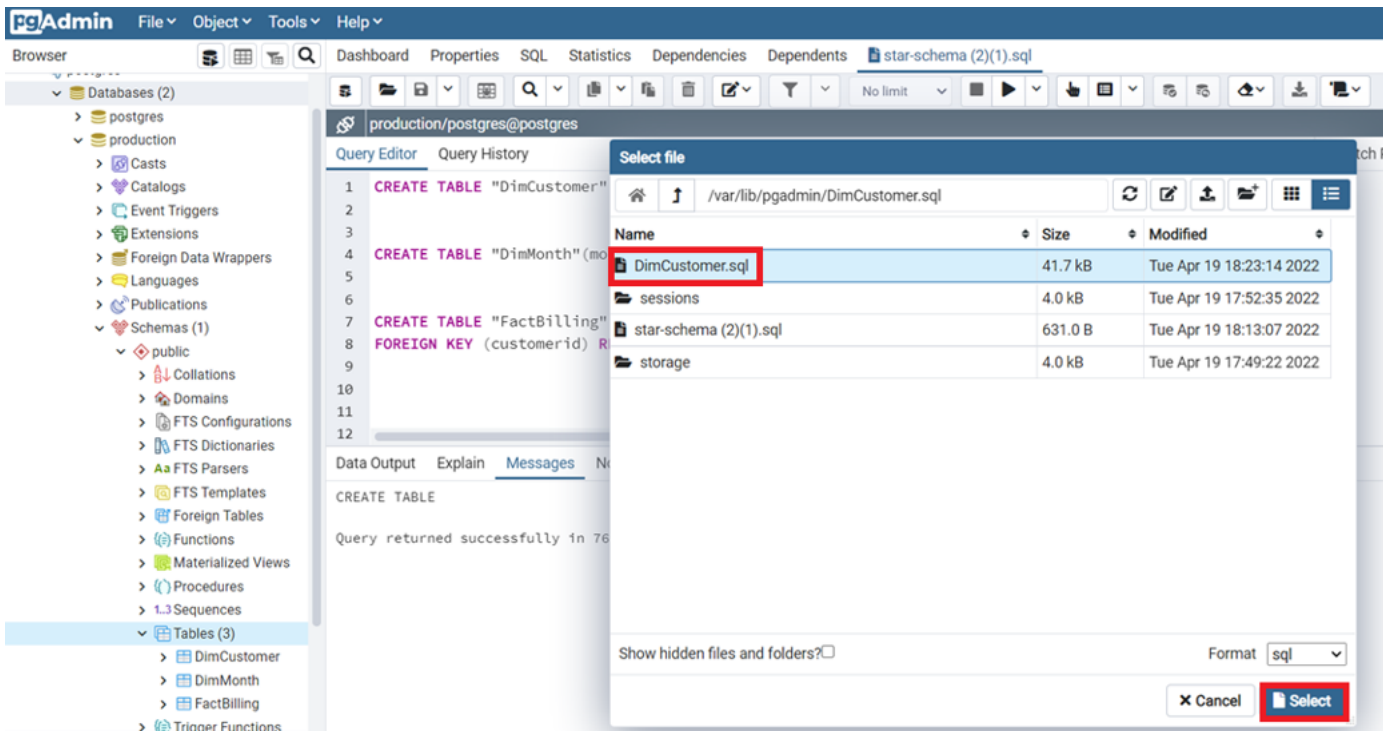 pgAdmin File Object Tools Help
Browser
Dashboard Properties SQL Statistics Dependencies Dependents star-schema (2)(1).sql
Databases (2)
postgres
production
Casts
Catalogs
Event Triggers
Extensions
Foreign Data Wrappers
Languages
Publications
Schemas (1)
public
Collations
Domains
FTS Configurations
FTS Dictionaries
Aa FTS Parsers
FTS Templates
Foreign Tables
Functions
Materialized Views
Procedures
1..3 Sequences
Tables (3)
DimCustomer
DimMonth
FactBilling
Trigger Functions
No limit
production/postgres@postgres
Query Editor Query History
1 CREATE TABLE "DimCustomer"
2
3
4 CREATE TABLE "DimMonth"(mo
5
6
7 CREATE TABLE "FactBilling"
8 FOREIGN KEY (customerid) R
9
10
11
12
Data Output Explain Messages
CREATE TABLE
Query returned successfully in 76
Select file
/var/lib/pgadmin/DimCustomer.sql
Name Size Modified
DimCustomer.sql 41.7 kB Tue Apr 19 18:23:14 2022
sessions 4.0 kB Tue Apr 19 17:52:35 2022
star-schema (2)(1).sql 631.0 B Tue Apr 19 18:13:07 2022
storage 4.0 kB Tue Apr 19 17:49:22 2022
Show hidden files and folders?
Format sql
Cancel Select